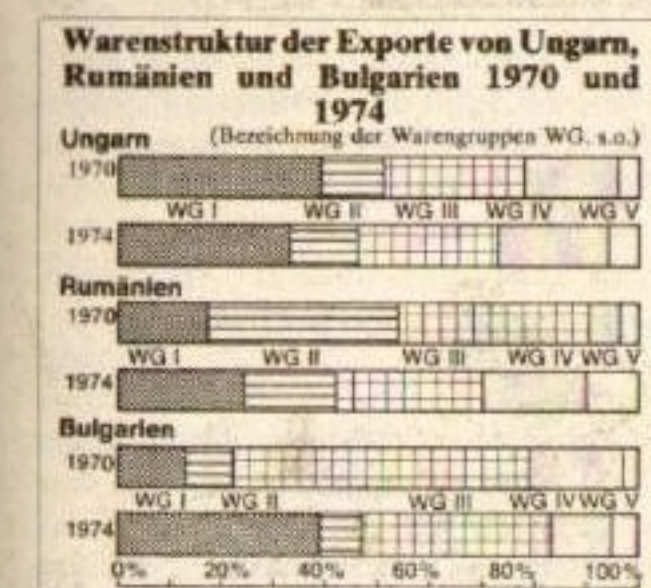 Warenstruktur der Exporte von Ungarn,
Rumänien und Bulgarien 1970 und
1974
Ungarn (Bezeichnung der Warengruppen WG. s.o.)
1970
WG I WG II WG III WG IV WG V
1974
Rumänien
1970
WG I WG II WG III WG IV WG V
1974
Bulgarien
1970
WG I WG II WG III WG IV WG V
1974
0% 20% 40% 60% 80% 100%